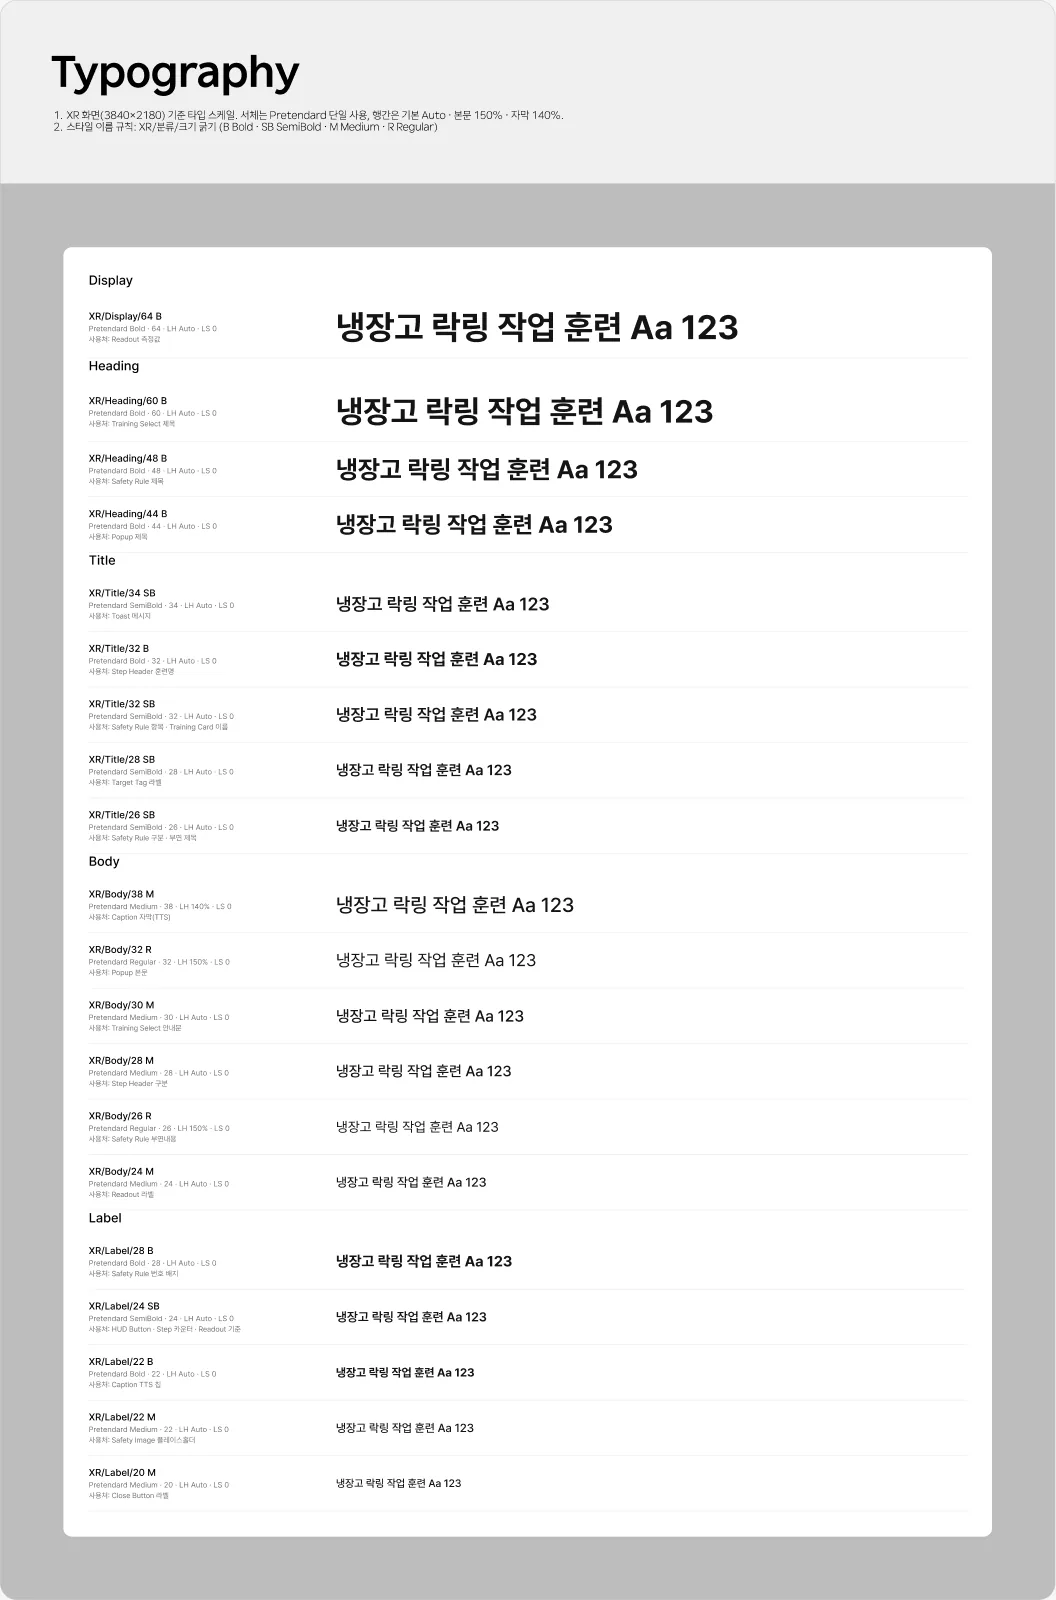 Typography
1. XR 화면(3840×2180) 기준 타입 스케일. 서체는 Pretendard 단일 사용, 행간은 기본 Auto · 본문 150% · 자막 140%.
2. 스타일 이름 규칙: XR/분류/크기 굵기 (B Bold · SB SemiBold · M Medium · R Regular)
Display
XR/Display/64 B
Pretendard Bold · 64 · LH Auto · LS 0
사용처: Readout 측정값
냉장고 락링 작업 훈련 Aa 123
Heading
XR/Heading/60 B
Pretendard Bold · 60 · LH Auto · LS 0
사용처: Training Select 제목
냉장고 락링 작업 훈련 Aa 123
XR/Heading/48 B
Pretendard Bold · 48 · LH Auto · LS 0
사용처: Safety Rule 제목
냉장고 락링 작업 훈련 Aa 123
XR/Heading/44 B
Pretendard Bold · 44 · LH Auto · LS 0
사용처: Popup 제목
냉장고 락링 작업 훈련 Aa 123
Title
XR/Title/34 SB
Pretendard SemiBold · 34 · LH Auto · LS 0
사용처: Toast 메시지
냉장고 락링 작업 훈련 Aa 123
XR/Title/32 B
Pretendard Bold · 32 · LH Auto · LS 0
사용처: Step Header 훈련명
냉장고 락링 작업 훈련 Aa 123
XR/Title/32 SB
Pretendard SemiBold · 32 · LH Auto · LS 0
사용처: Safety Rule 항목 · Training Card 이름
냉장고 락링 작업 훈련 Aa 123
XR/Title/28 SB
Pretendard SemiBold · 28 · LH Auto · LS 0
사용처: Target Tag 라벨
냉장고 락링 작업 훈련 Aa 123
XR/Title/26 SB
Pretendard SemiBold · 26 · LH Auto · LS 0
사용처: Safety Rule 구분 · 부연 제목
냉장고 락링 작업 훈련 Aa 123
Body
XR/Body/38 M
Pretendard Medium · 38 · LH 140% · LS 0
사용처: Caption 자막(TTS)
냉장고 락링 작업 훈련 Aa 123
XR/Body/32 R
Pretendard Regular · 32 · LH 150% · LS 0
사용처: Popup 본문
냉장고 락링 작업 훈련 Aa 123
XR/Body/30 M
Pretendard Medium · 30 · LH Auto · LS 0
사용처: Training Select 안내문
냉장고 락링 작업 훈련 Aa 123
XR/Body/28 M
Pretendard Medium · 28 · LH Auto · LS 0
사용처: Step Header 구분
냉장고 락링 작업 훈련 Aa 123
XR/Body/26 R
Pretendard Regular · 26 · LH 150% · LS 0
사용처: Safety Rule 부연내용
냉장고 락링 작업 훈련 Aa 123
XR/Body/24 M
Pretendard Medium · 24 · LH Auto · LS 0
사용처: Readout 라벨
냉장고 락링 작업 훈련 Aa 123
Label
XR/Label/28 B
Pretendard Bold · 28 · LH Auto · LS 0
사용처: Safety Rule 번호 배지
냉장고 락링 작업 훈련 Aa 123
XR/Label/24 SB
Pretendard SemiBold · 24 · LH Auto · LS 0
사용처: HUD Button · Step 카운터 · Readout 기준
냉장고 락링 작업 훈련 Aa 123
XR/Label/22 B
Pretendard Bold · 22 · LH Auto · LS 0
사용처: Caption TTS 칩
냉장고 락링 작업 훈련 Aa 123
XR/Label/22 M
Pretendard Medium · 22 · LH Auto · LS 0
사용처: Safety Image 플레이스홀더
냉장고 락링 작업 훈련 Aa 123
XR/Label/20 M
Pretendard Medium · 20 · LH Auto · LS 0
사용처: Close Button 라벨
냉장고 락링 작업 훈련 Aa 123